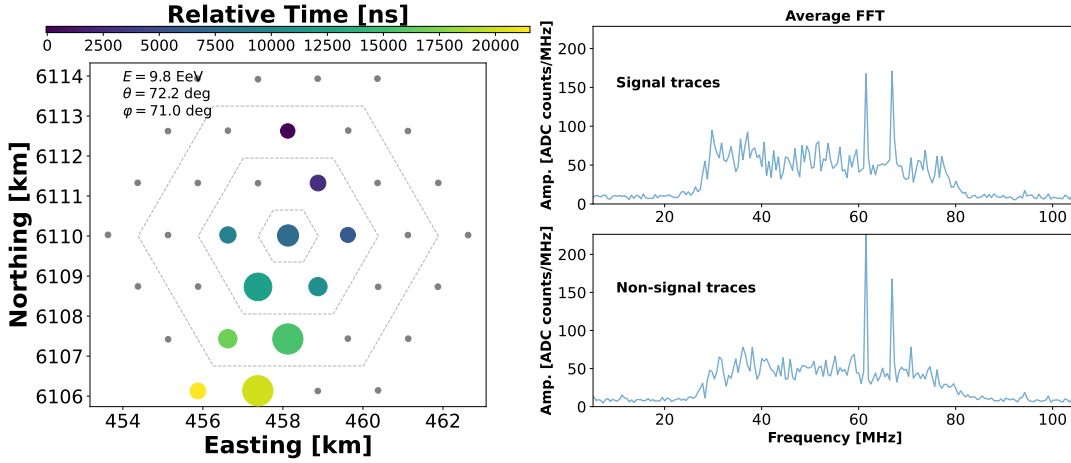 Relative Time [ns]
0 2500 5000 7500 10000 12500 15000 17500 20000
E = 9.8 EeV
θ = 72.2 deg
φ = 71.0 deg
6114
6113
6112
6111
6110
6109
6108
6107
6106
Northing [km]
454 456 458 460 462
Easting [km]
Average FFT
Signal traces
200
150
100
50
0
Amp. [ADC counts/MHz]
20 40 60 80 100
Non-signal traces
200
150
100
50
0
Amp. [ADC counts/MHz]
20 40 60 80 100
Frequency [MHz]